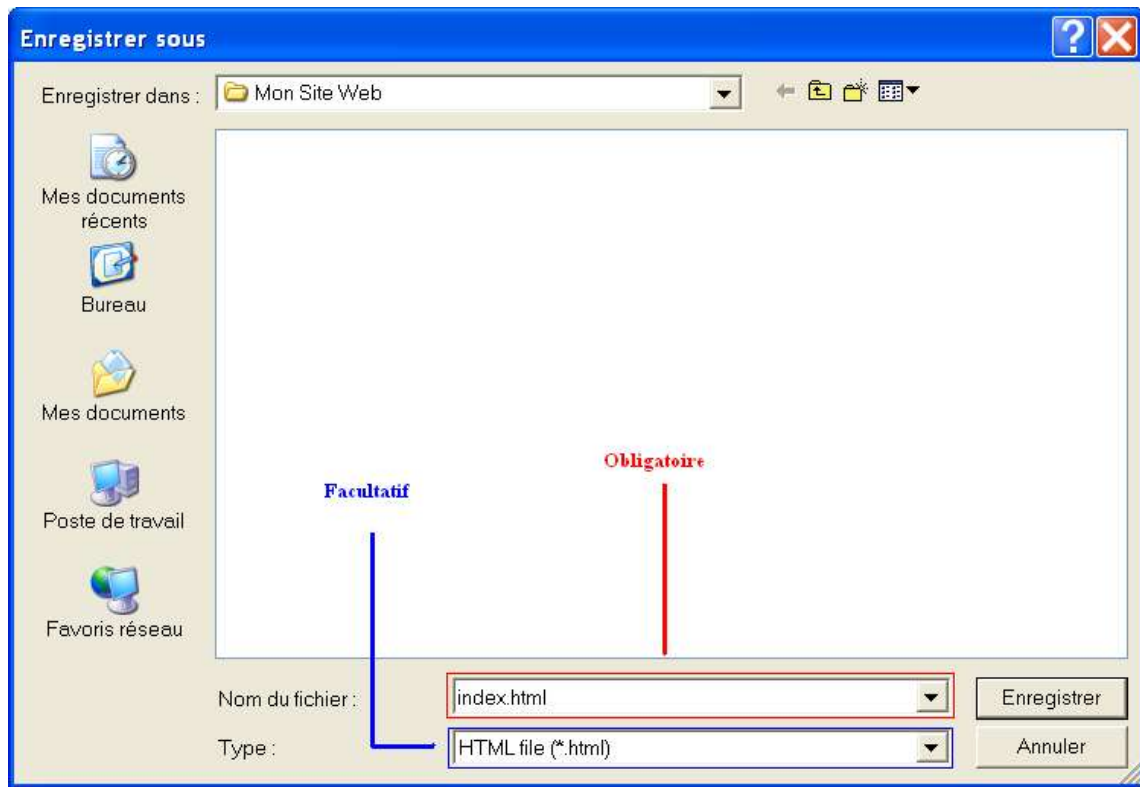 Enregistrer sous
Enregistrer dans :
Mon Site Web
Mes documents
récents
Bureau
Mes documents
Poste de travail
Favoris réseau
Obligatoire
Facultatif
Nom du fichier :
index.html
Enregistrer
Type :
HTML file (*.html)
Annuler